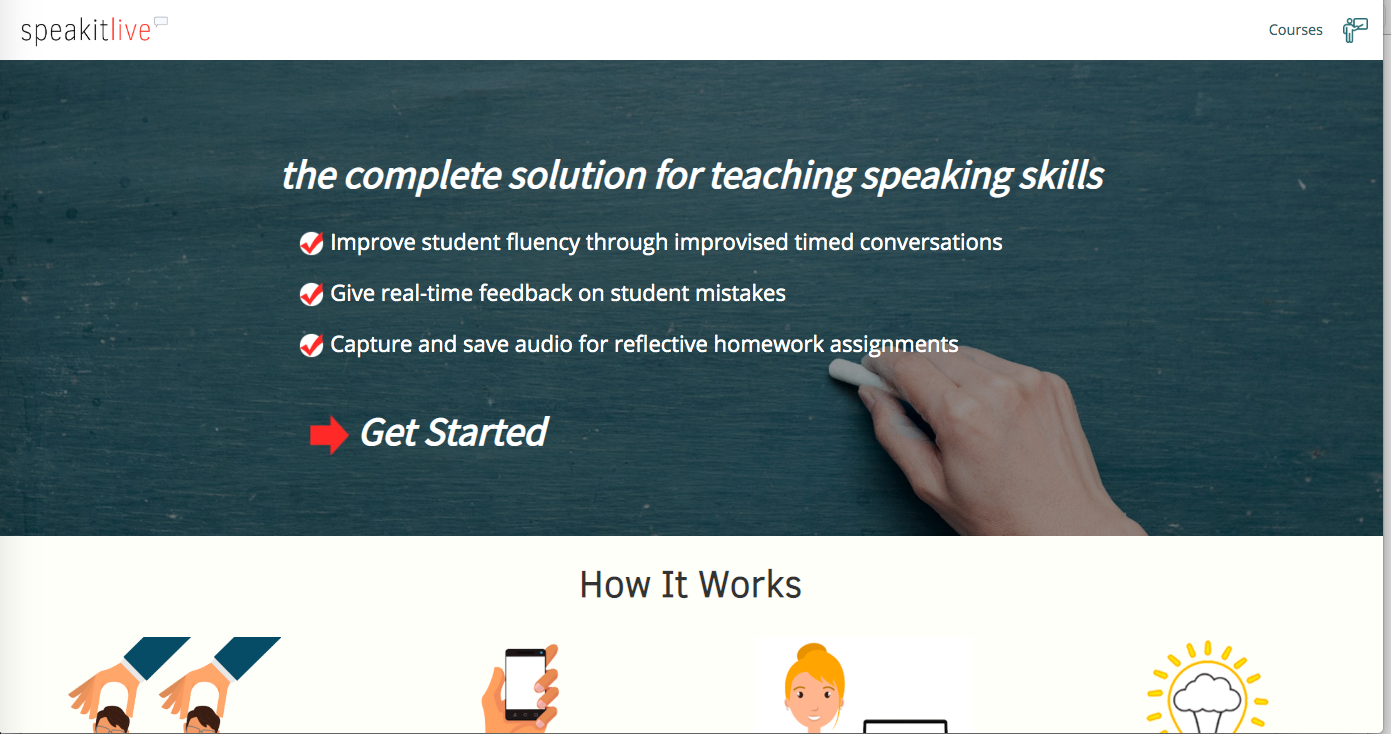 speakitlive
Courses
the complete solution for teaching speaking skills
Improve student fluency through improvised timed conversations
Give real-time feedback on student mistakes
Capture and save audio for reflective homework assignments
Get Started
How It Works